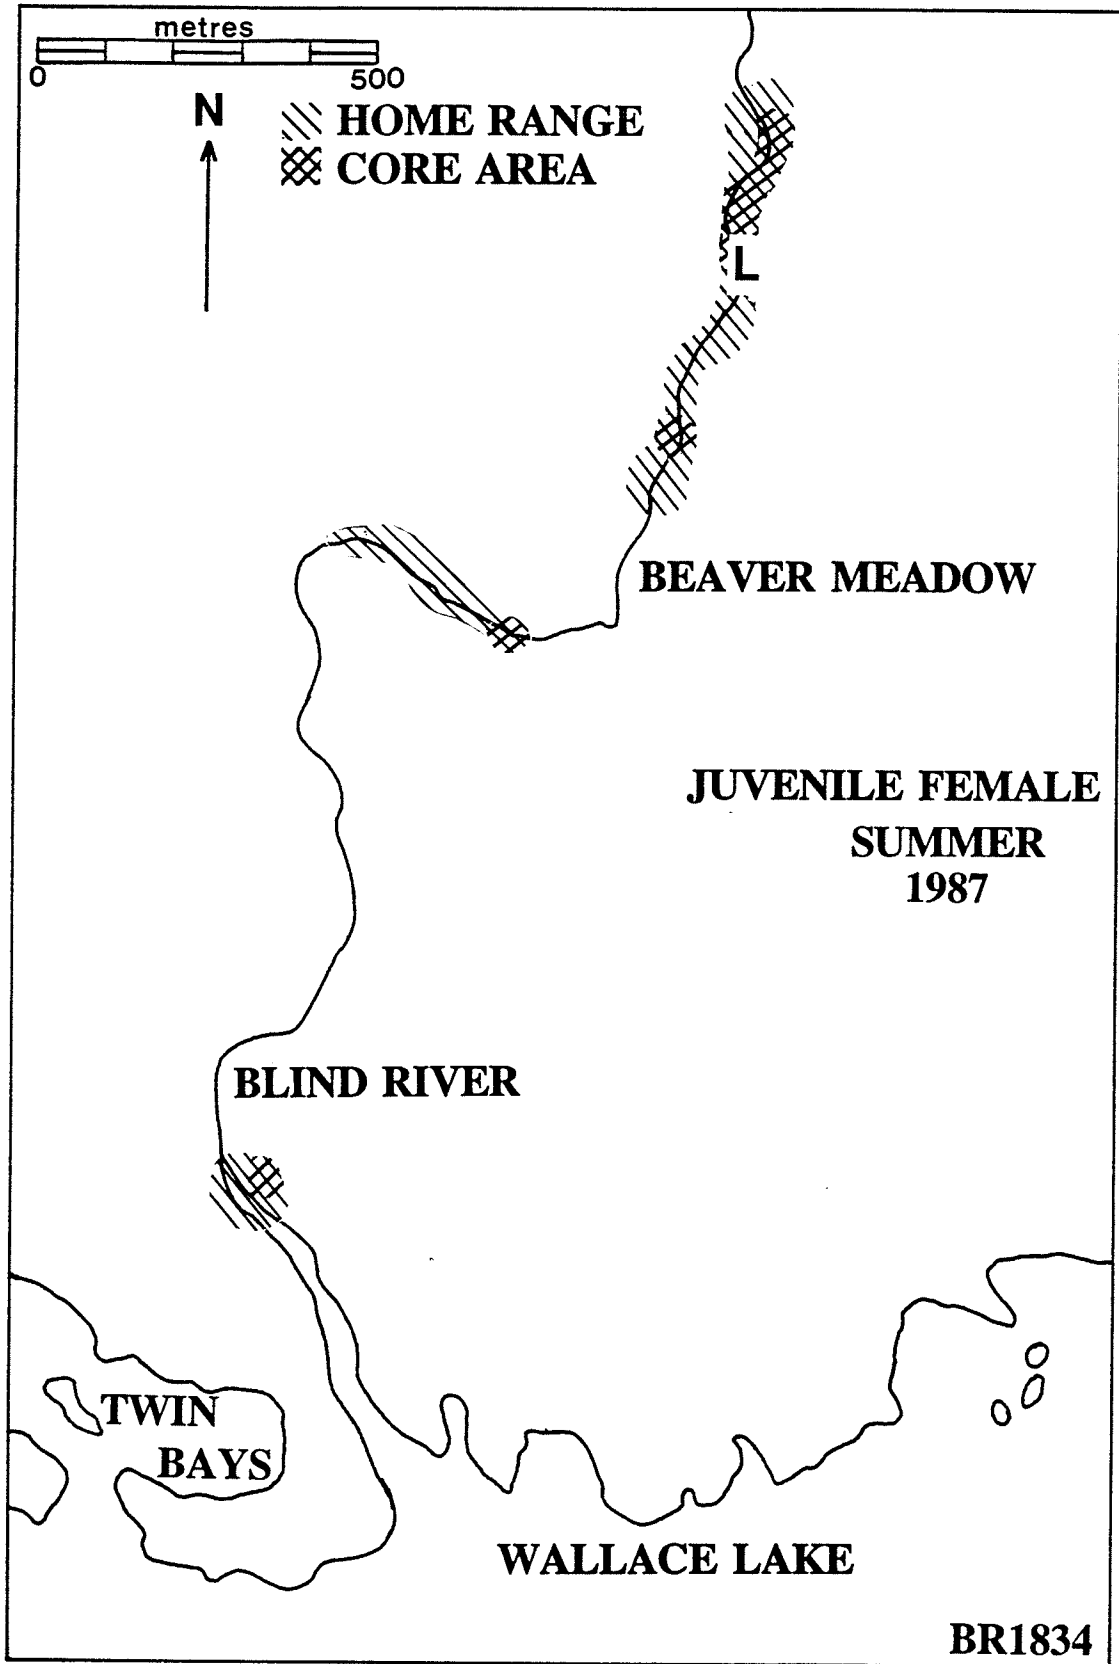 metres
0 500
N
HOME RANGE
CORE AREA
L
BEAVER MEADOW
JUVENILE FEMALE
SUMMER
1987
BLIND RIVER
TWIN
BAYS
WALLACE LAKE
BR1834